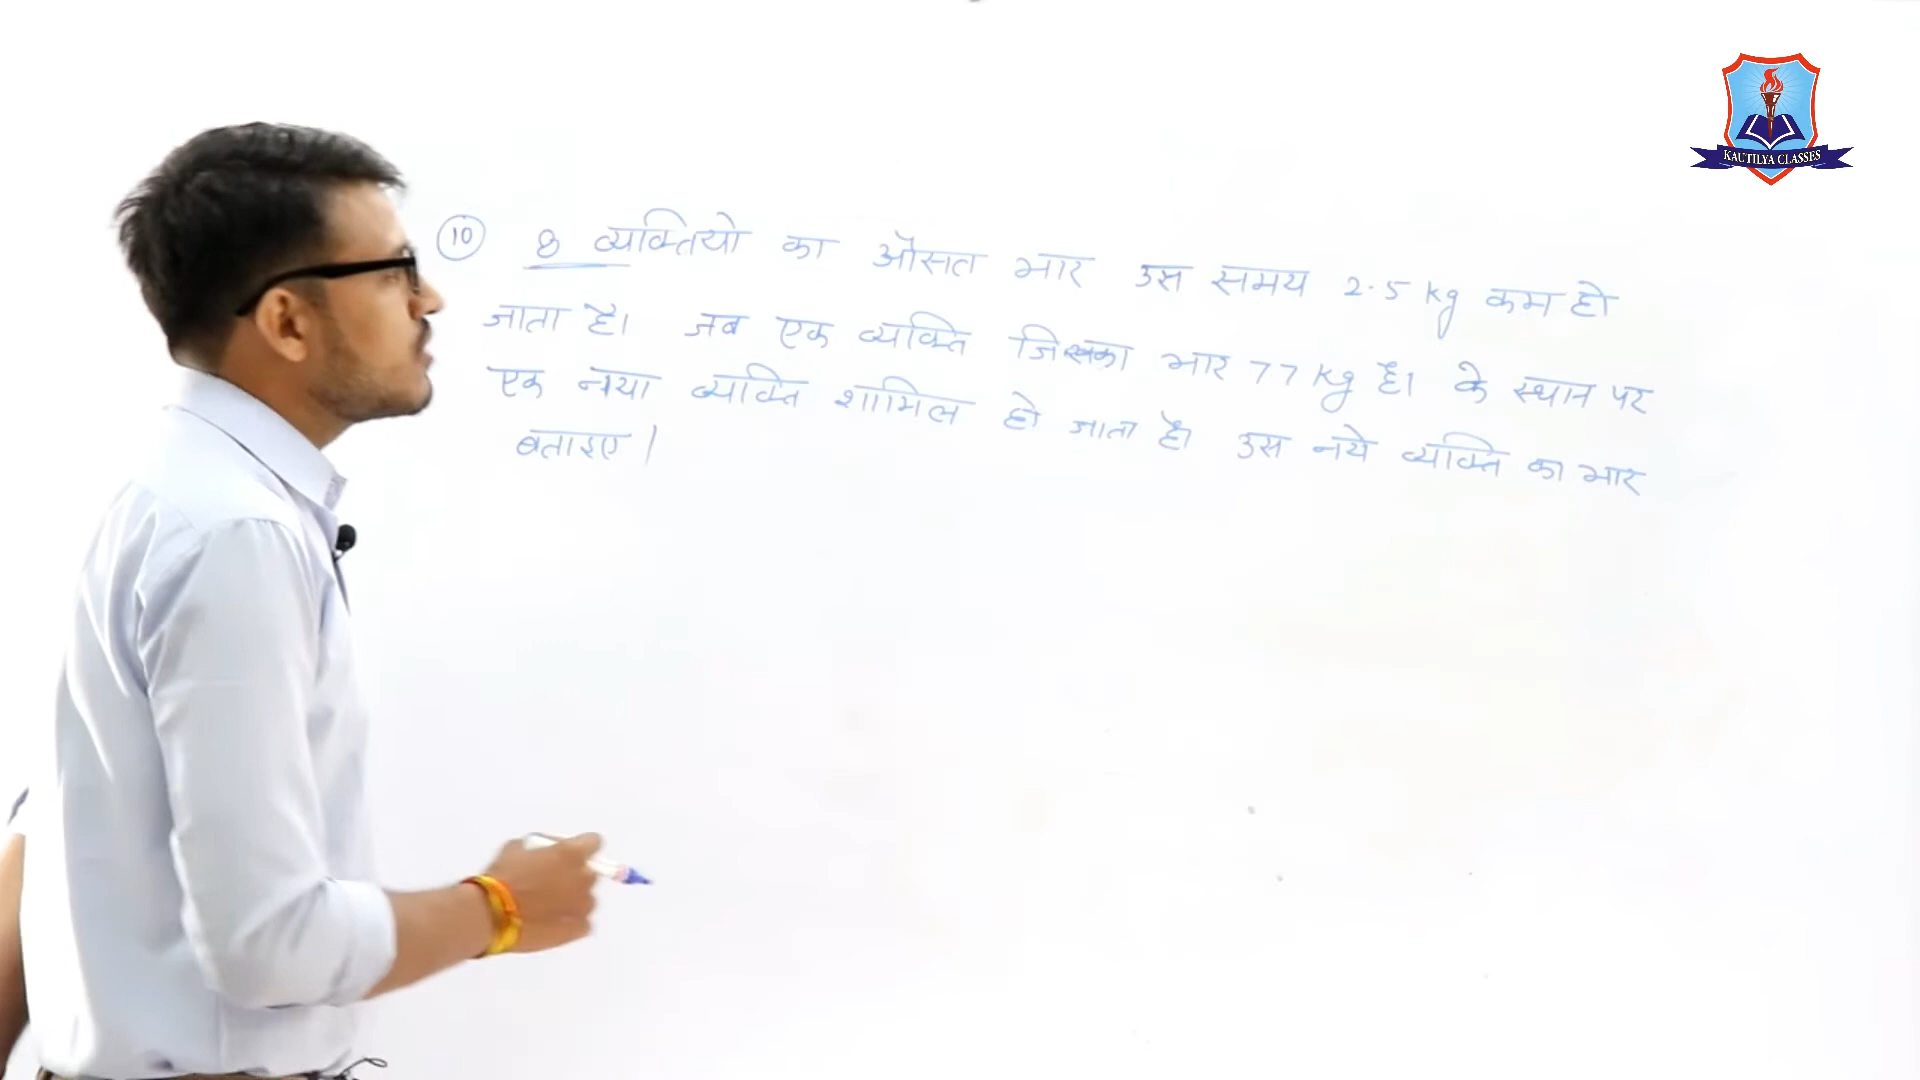 KAUTILYA CLASSES
10 8 व्यक्तियो का औसत भार उस समय 2.5 kg कम हो
जाता है। जब एक व्यक्ति जिसका भार 77 kg है। के स्थान पर
एक नया व्यक्ति शामिल हो जाता है। उस नये व्यक्ति का भार
बताइए।